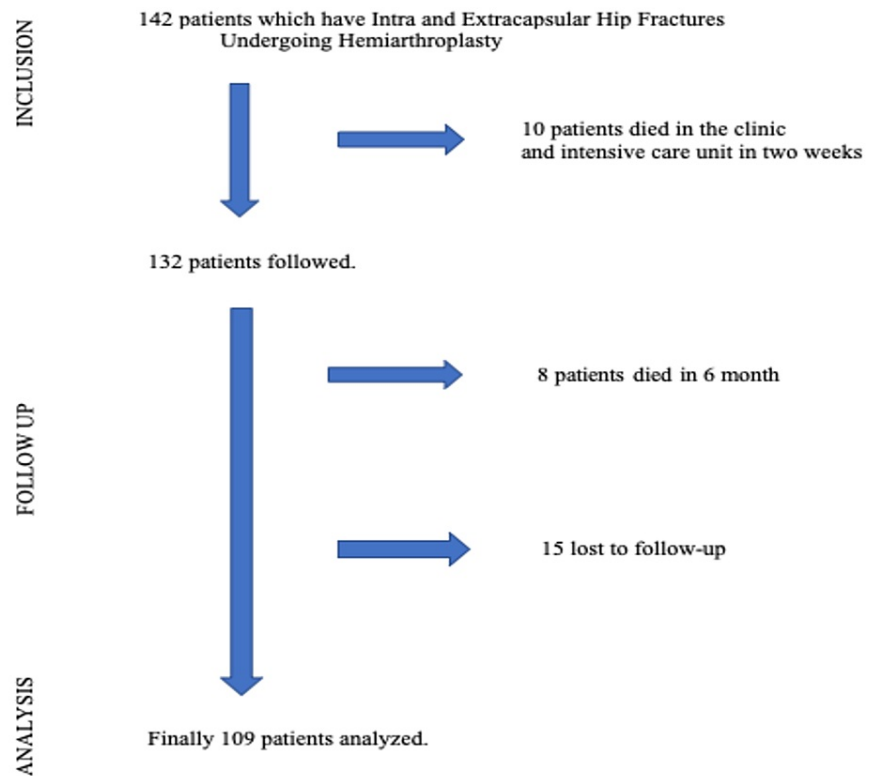 INCLUSION
142 patients which have Intra and Extracapsular Hip Fractures
Undergoing Hemiarthroplasty
10 patients died in the clinic
and intensive care unit in two weeks
132 patients followed.
FOLLOW UP
8 patients died in 6 month
15 lost to follow-up
ANALYSIS
Finally 109 patients analyzed.